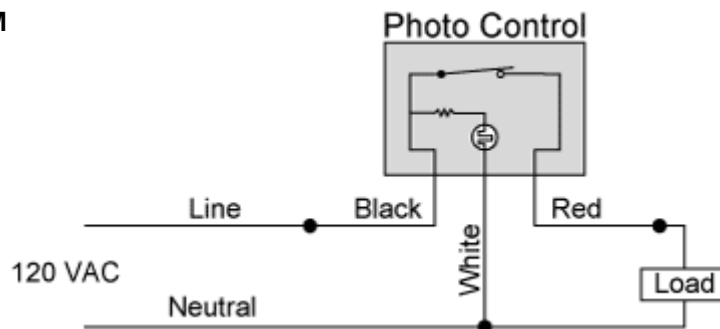 M
Photo Control
Line
Black
Red
White
120 VAC
Load
Neutral